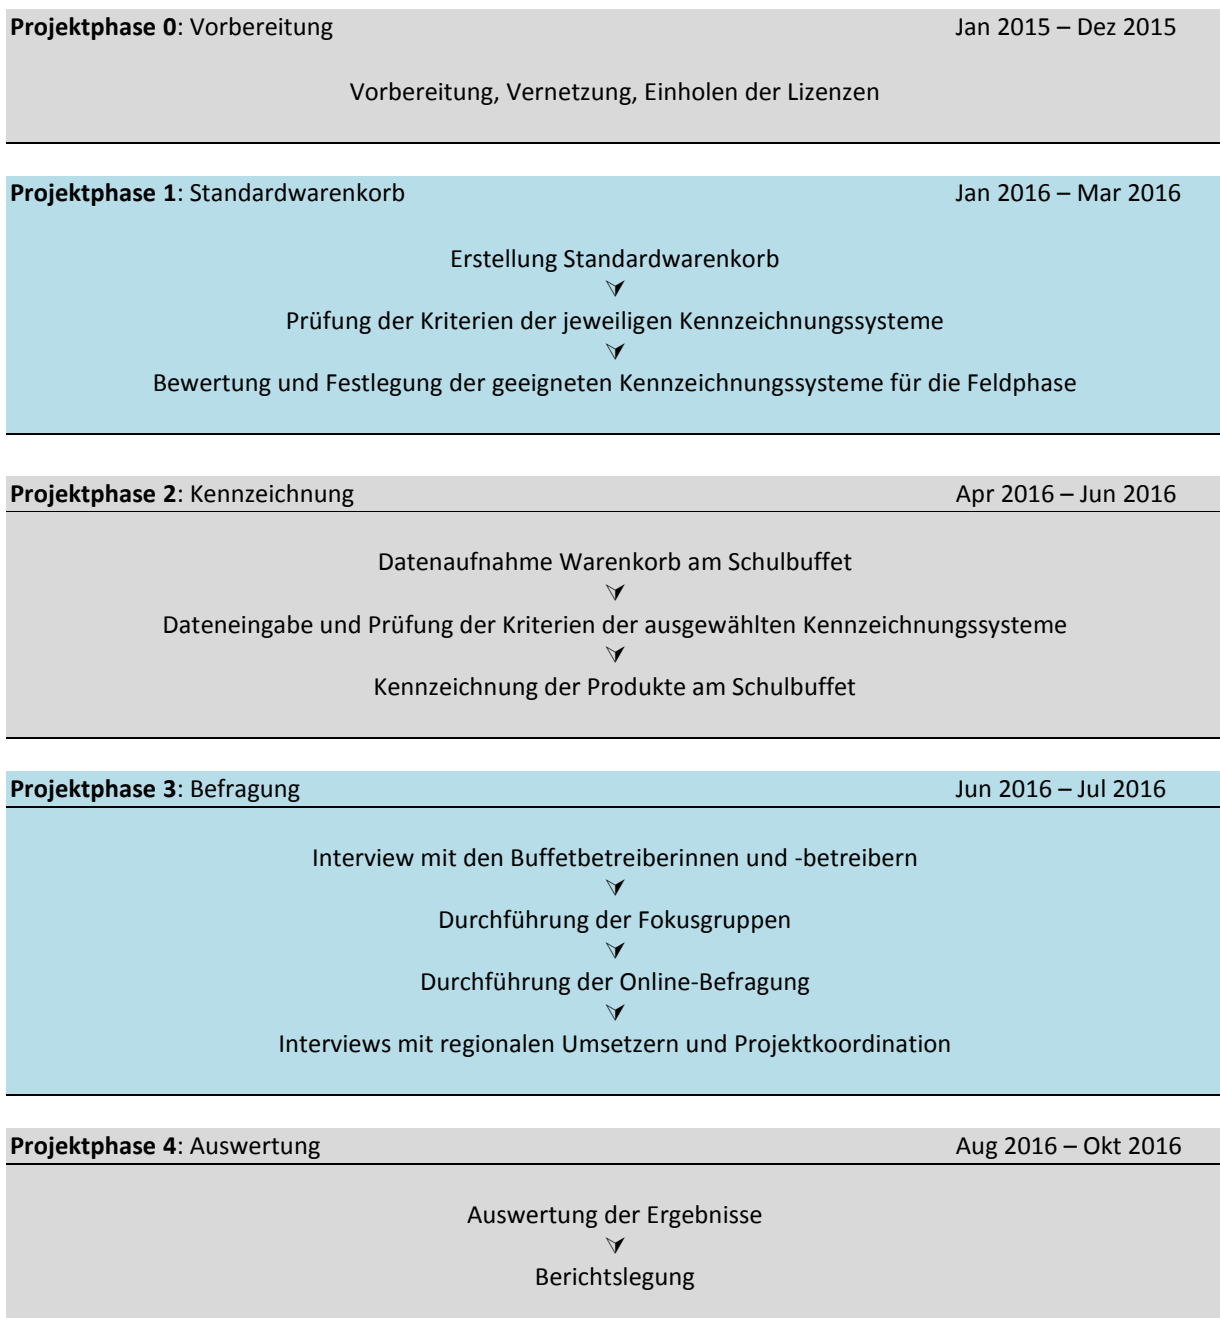 Projektphase 0: Vorbereitung Jan 2015 – Dez 2015
Vorbereitung, Vernetzung, Einholen der Lizenzen
Projektphase 1: Standardwarenkorb Jan 2016 – Mar 2016
Erstellung Standardwarenkorb
Prüfung der Kriterien der jeweiligen Kennzeichnungssysteme
Bewertung und Festlegung der geeigneten Kennzeichnungssysteme für die Feldphase
Projektphase 2: Kennzeichnung Apr 2016 – Jun 2016
Datenaufnahme Warenkorb am Schulbuffet
Dateneingabe und Prüfung der Kriterien der ausgewählten Kennzeichnungssysteme
Kennzeichnung der Produkte am Schulbuffet
Projektphase 3: Befragung Jun 2016 – Jul 2016
Interview mit den Buffetbetreiberinnen und -betreibern
Durchführung der Fokusgruppen
Durchführung der Online-Befragung
Interviews mit regionalen Umsetzern und Projektkoordination
Projektphase 4: Auswertung Aug 2016 – Okt 2016
Auswertung der Ergebnisse
Berichtslegung